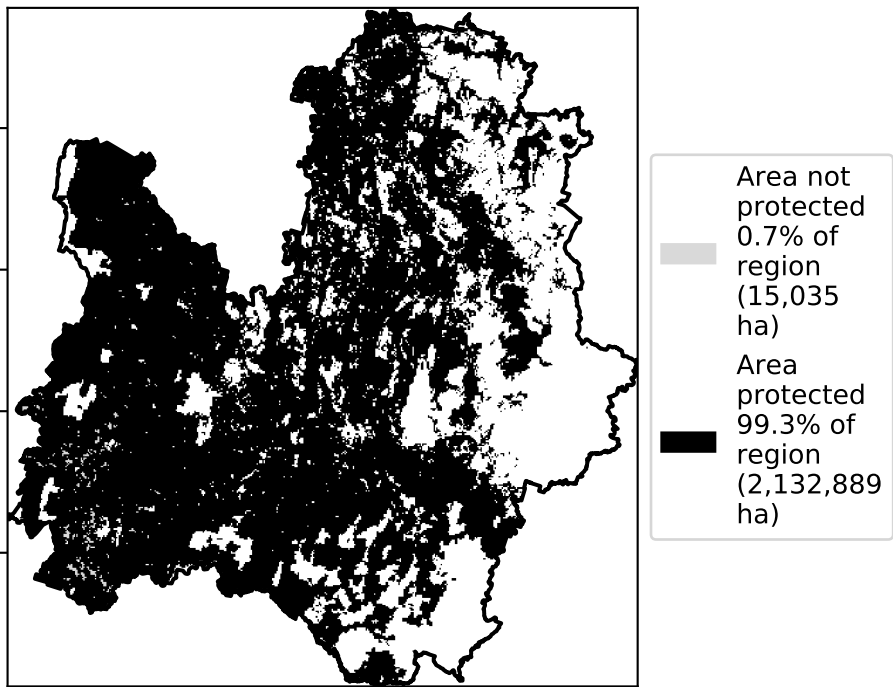 Area not
protected
0.7% of
region
(15,035
ha)
Area
protected
99.3% of
region
(2,132,889
ha)